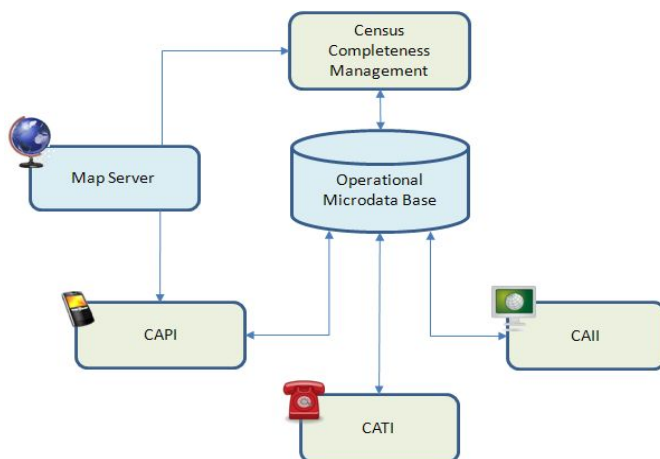 Census
Completeness
Management
Map Server
Operational
Microdata Base
CAPI
CAII
CATI